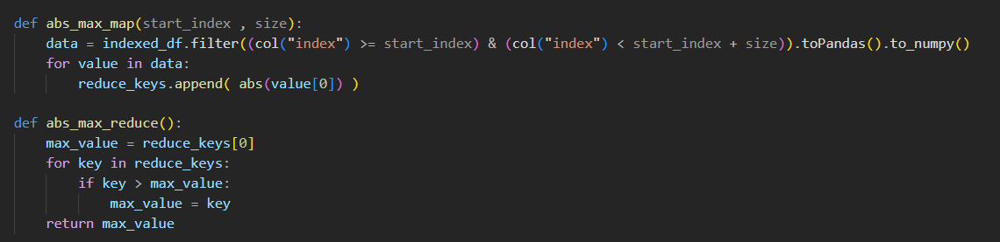 def abs_max_map(start_index , size):
    data = indexed_df.filter((col("index") >= start_index) & (col("index") < start_index + size)).toPandas().to_numpy()
    for value in data:
        reduce_keys.append( abs(value[0]) )

def abs_max_reduce():
    max_value = reduce_keys[0]
    for key in reduce_keys:
        if key > max_value:
            max_value = key
    return max_value